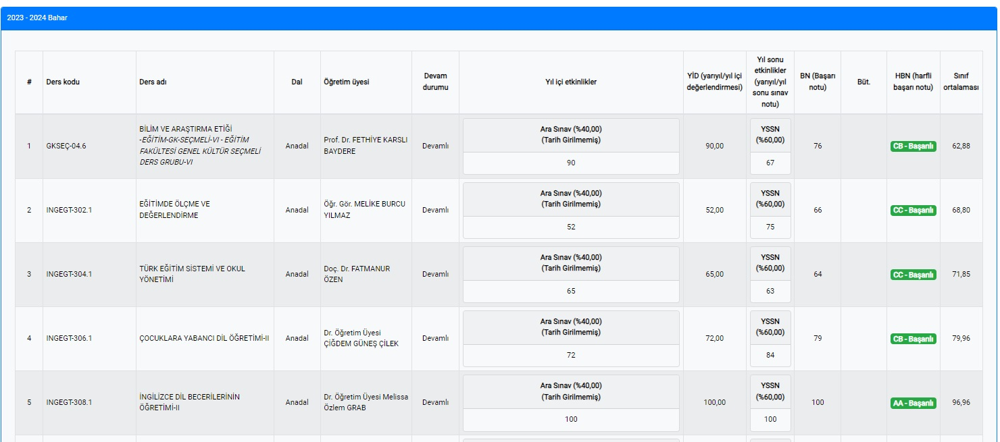 2023 - 2024 Bahar
#
Ders kodu
Ders adı
Dal
Öğretim üyesi
Devam
durumu
Yıl içi etkinlikler
YİD (yarıyıl/yıl içi
değerlendirmesi)
Yıl sonu
etkinlikler
(yarıyıl/yıl
sonu sınav
notu)
BN (Başarı
notu)
Büt.
HBN (harfli
başarı notu)
Sınıf
ortalaması
1
GKSEÇ-04.6
BİLİM VE ARAŞTIRMA ETİĞİ
-EĞİTİM-GK-SEÇMELİ-VI - EĞİTİM
FAKÜLTESİ GENEL KÜLTÜR SEÇMELİ
DERS GRUBU-VI
Anadal
Prof. Dr. FETHİYE KARSLI
BAYDERE
Devamlı
Ara Sınav (%40,00)
(Tarih Girilmemiş)
90
90,00
YSSN
(%60,00)
67
76
CB - Başarılı
62,88
2
INGEGT-302.1
EĞİTİMDE ÖLÇME VE
DEĞERLENDİRME
Anadal
Öğr. Gör. MELİKE BURCU
YILMAZ
Devamlı
Ara Sınav (%40,00)
(Tarih Girilmemiş)
52
52,00
YSSN
(%60,00)
75
66
CC - Başarılı
68,80
3
INGEGT-304.1
TÜRK EĞİTİM SİSTEMİ VE OKUL
YÖNETİMİ
Anadal
Doç. Dr. FATMANUR
ÖZEN
Devamlı
Ara Sınav (%40,00)
(Tarih Girilmemiş)
65
65,00
YSSN
(%60,00)
63
64
CC - Başarılı
71,85
4
INGEGT-306.1
ÇOCUKLARA YABANCI DİL ÖĞRETİMİ-II
Anadal
Dr. Öğretim Üyesi
ÇİĞDEM GÜNEŞ ÇİLEK
Devamlı
Ara Sınav (%40,00)
(Tarih Girilmemiş)
72
72,00
YSSN
(%60,00)
84
79
CB - Başarılı
79,96
5
INGEGT-308.1
İNGİLİZCE DİL BECERİLERİNİN
ÖĞRETİMİ-II
Anadal
Dr. Öğretim Üyesi Melissa
Özlem GRAB
Devamlı
Ara Sınav (%40,00)
(Tarih Girilmemiş)
100
100,00
YSSN
(%60,00)
100
100
AA - Başarılı
96,96